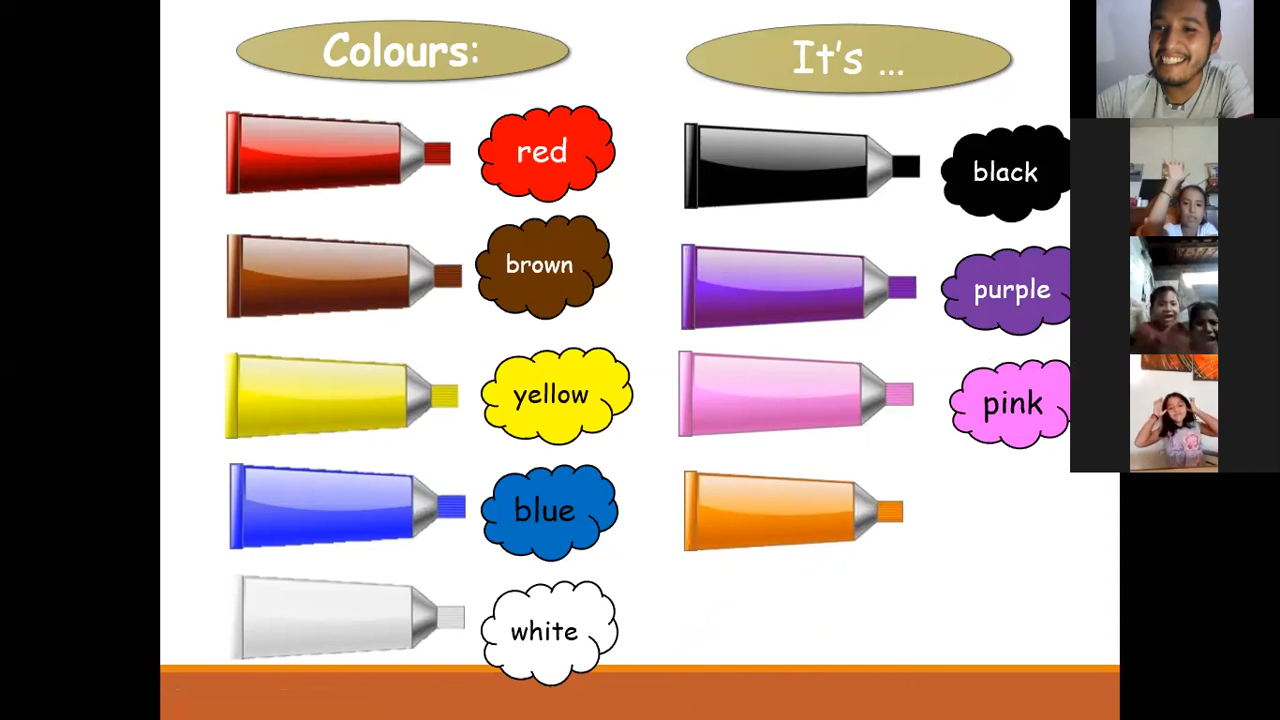 Colours:
red
brown
yellow
blue
white
It's ...
black
purple
pink